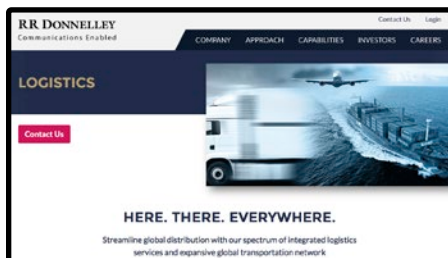 Contact Us Login
RR DONNELLEY
Communications Enabled
COMPANY APPROACH CAPABILITIES INVESTORS CAREERS
LOGISTICS
Contact Us
HERE. THERE. EVERYWHERE.
Streamline global distribution with our spectrum of integrated logistics
services and expansive global transportation network